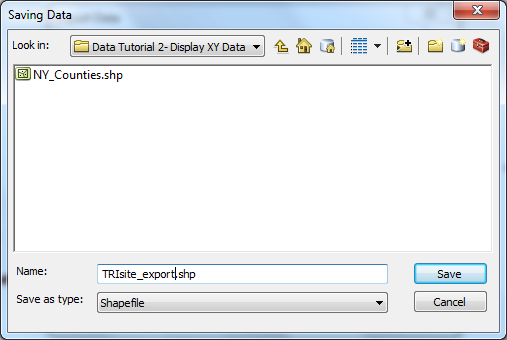 Saving Data
Look in: Data Tutorial 2- Display XY Data
NY_Counties.shp
Name: TRIsite_export.shp Save
Save as type: Shapefile Cancel